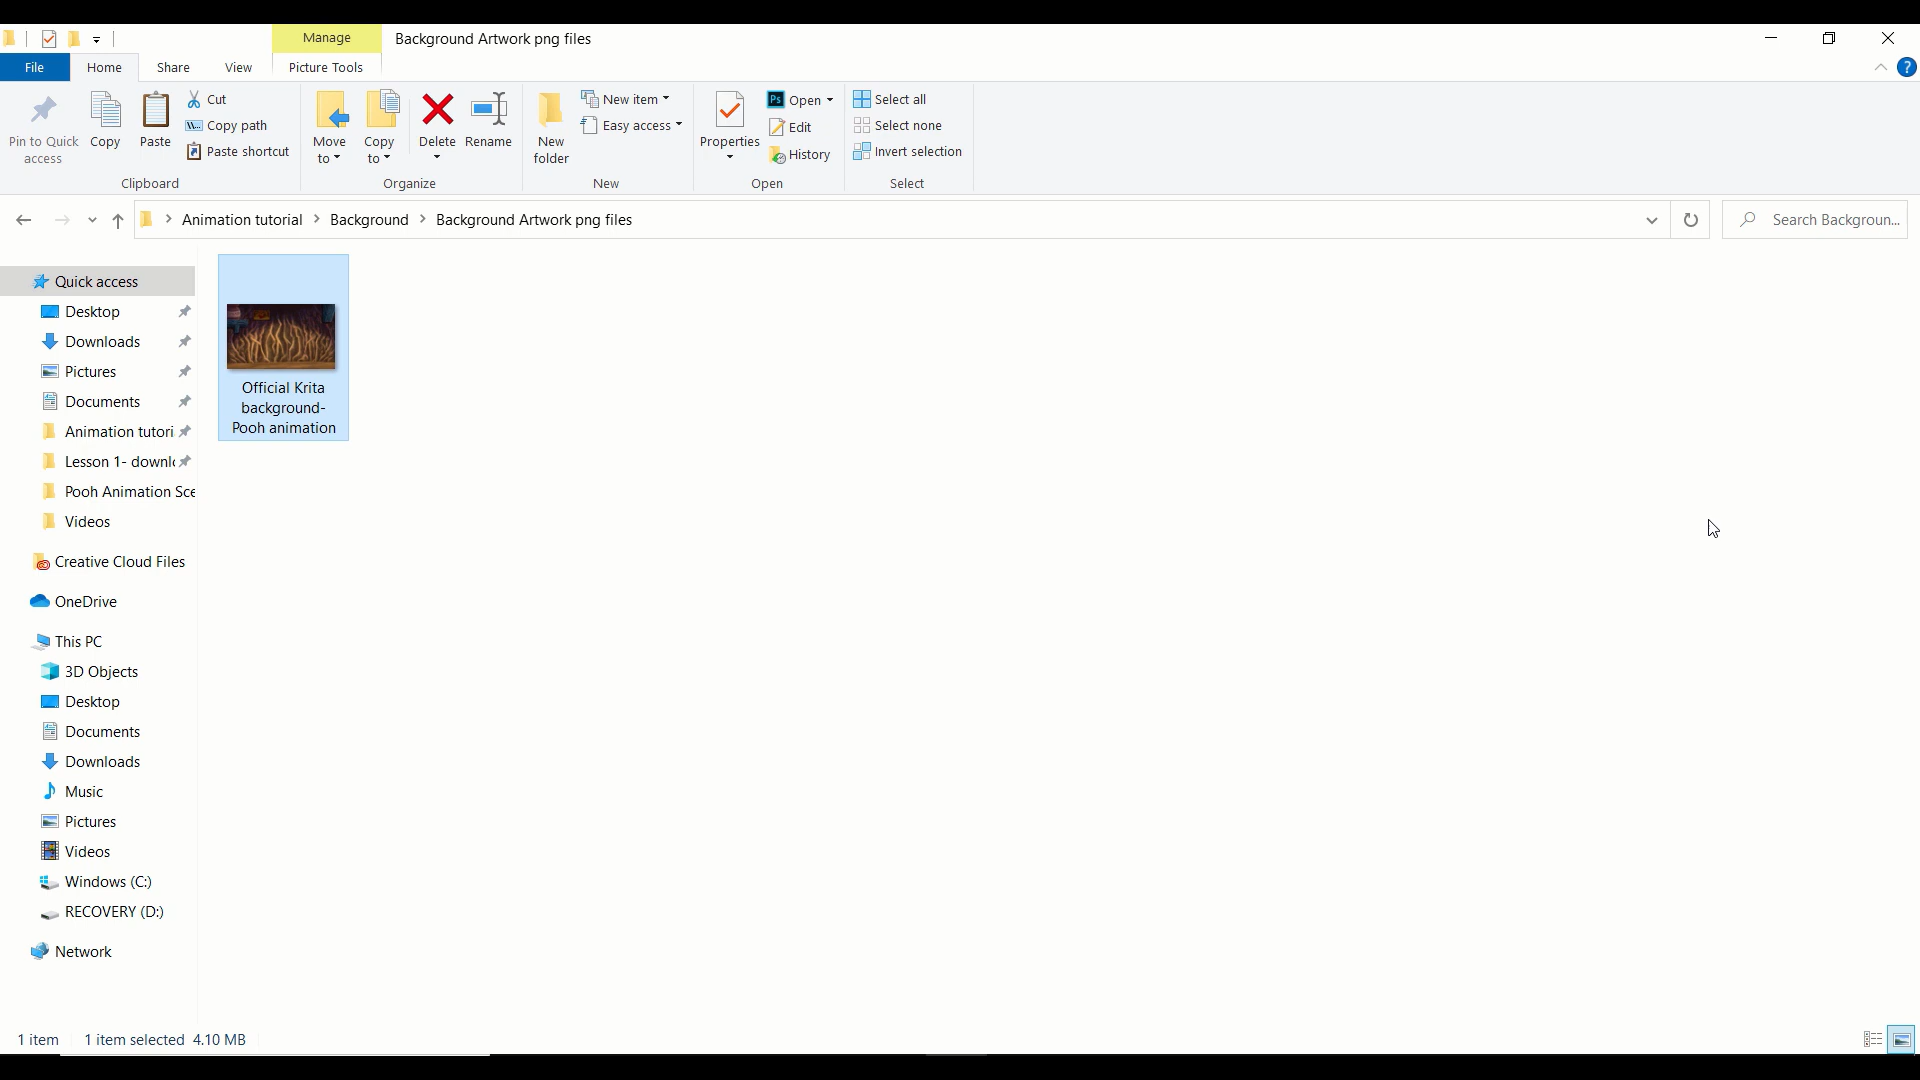 Manage
Background Artwork png files
File
Home
Share
View
Picture Tools
Pin to Quick
access
Copy
Paste
Cut
Copy path
Paste shortcut
Clipboard
Move
to
Copy
to
Delete
Rename
Organize
New
folder
New item
Easy access
New
Properties
Ps Open
Edit
History
Open
Select all
Select none
Invert selection
Select
Animation tutorial
Background
Background Artwork png files
Search Backgroun...
Quick access
Desktop
Downloads
Pictures
Documents
Animation tutori
Lesson 1- downl
Pooh Animation Sce
Videos
Creative Cloud Files
OneDrive
This PC
3D Objects
Desktop
Documents
Downloads
Music
Pictures
Videos
Windows (C:)
RECOVERY (D:)
Network
Official Krita
background-
Pooh animation
1 item
1 item selected 4.10 MB